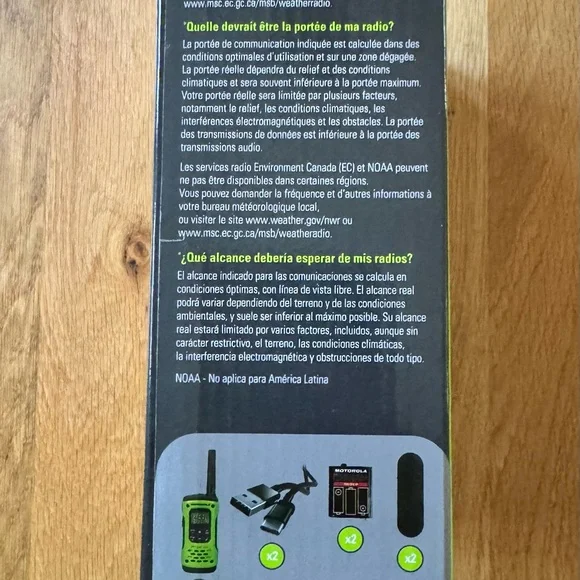 www.msc.ec.gc.ca/msb/weatherradio.
*Quelle devrait être la portée de ma radio?
La portée de communication indiquée est calculée dans des
conditions optimales d'utilisation et sur une zone dégagée.
La portée réelle dépendra du relief et des conditions
climatiques et sera souvent inférieure à la portée maximum.
Votre portée réelle sera limitée par plusieurs facteurs,
notamment le relief, les conditions climatiques, les
interférences électromagnétiques et les obstacles. La portée
des transmissions de données est inférieure à la portée des
transmissions audio.
Les services radio Environment Canada (EC) et NOAA peuvent
ne pas être disponibles dans certaines régions.
Vous pouvez demander la fréquence et d'autres informations à
votre bureau météorologique local,
ou visiter le site www.weather.gov/nwr ou
www.msc.ec.gc.ca/msb/weatheradio.
*¿Qué alcance debería esperar de mis radios?
El alcance indicado para las comunicaciones se calcula en
condiciones óptimas, con línea de vista libre. El alcance real
podrá variar dependiendo del terreno y de las condiciones
ambientales, y suele ser inferior al máximo posible. Su alcance
real estará limitado por varios factores, incluidos, aunque sin
carácter restrictivo, el terreno, las condiciones climáticas,
la interferencia electromagnética y obstrucciones de todo tipo.
NOAA - No aplica para América Latina
MOTOROLA
x2
x2
x2